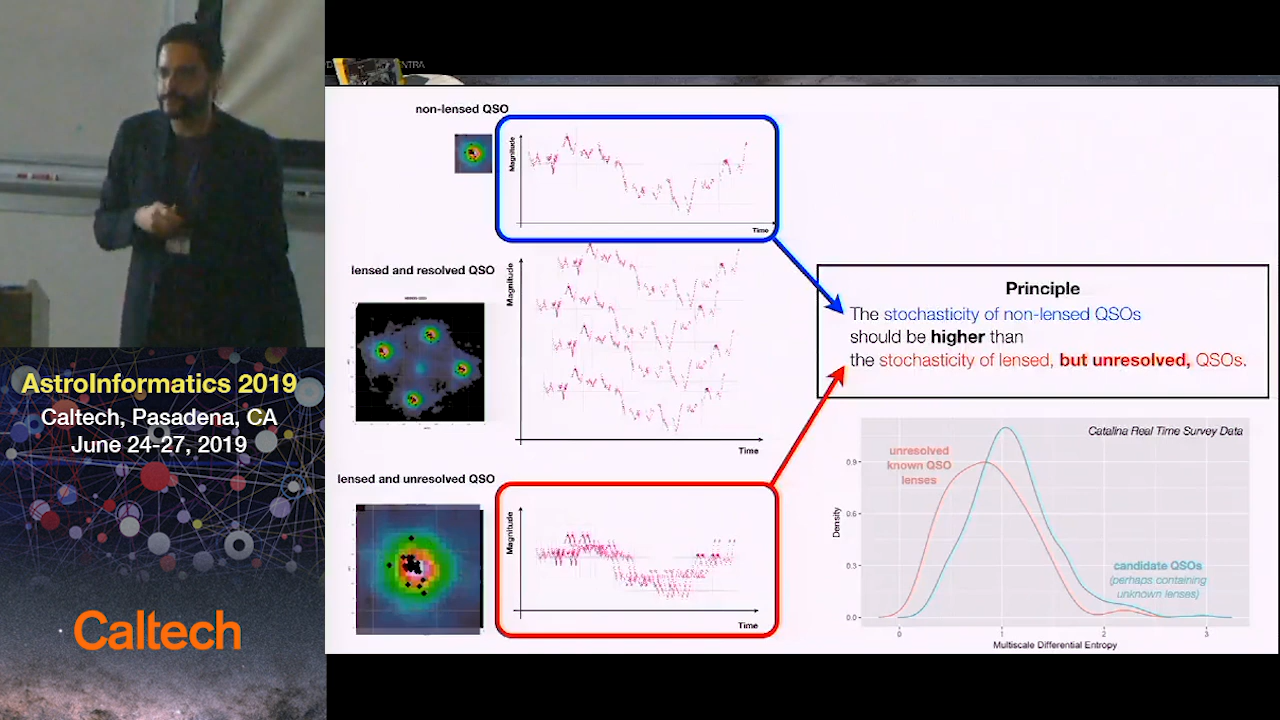 non-lensed QSO
Magnitude
Time
lensed and resolved QSO
Magnitude
Time
lensed and unresolved QSO
Magnitude
Time
Principle
The stochasticity of non-lensed QSOs
should be higher than
the stochasticity of lensed, but unresolved, QSOs.
Catalina Real Time Survey Data
unresolved
known QSO
lenses
candidate QSOs
(perhaps containing
unknown lenses)
Density
0.9
0.6
0.3
0.0
0
1
2
3
Multiscale Differential Entropy
AstroInformatics 2019
Caltech, Pasadena, CA
June 24-27, 2019
Caltech